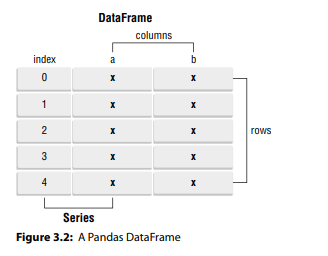 DataFrame
columns
index a b
0 x x
1 x x
2 x x
rows
3 x x
4 x x
Series
Figure 3.2: A Pandas DataFrame